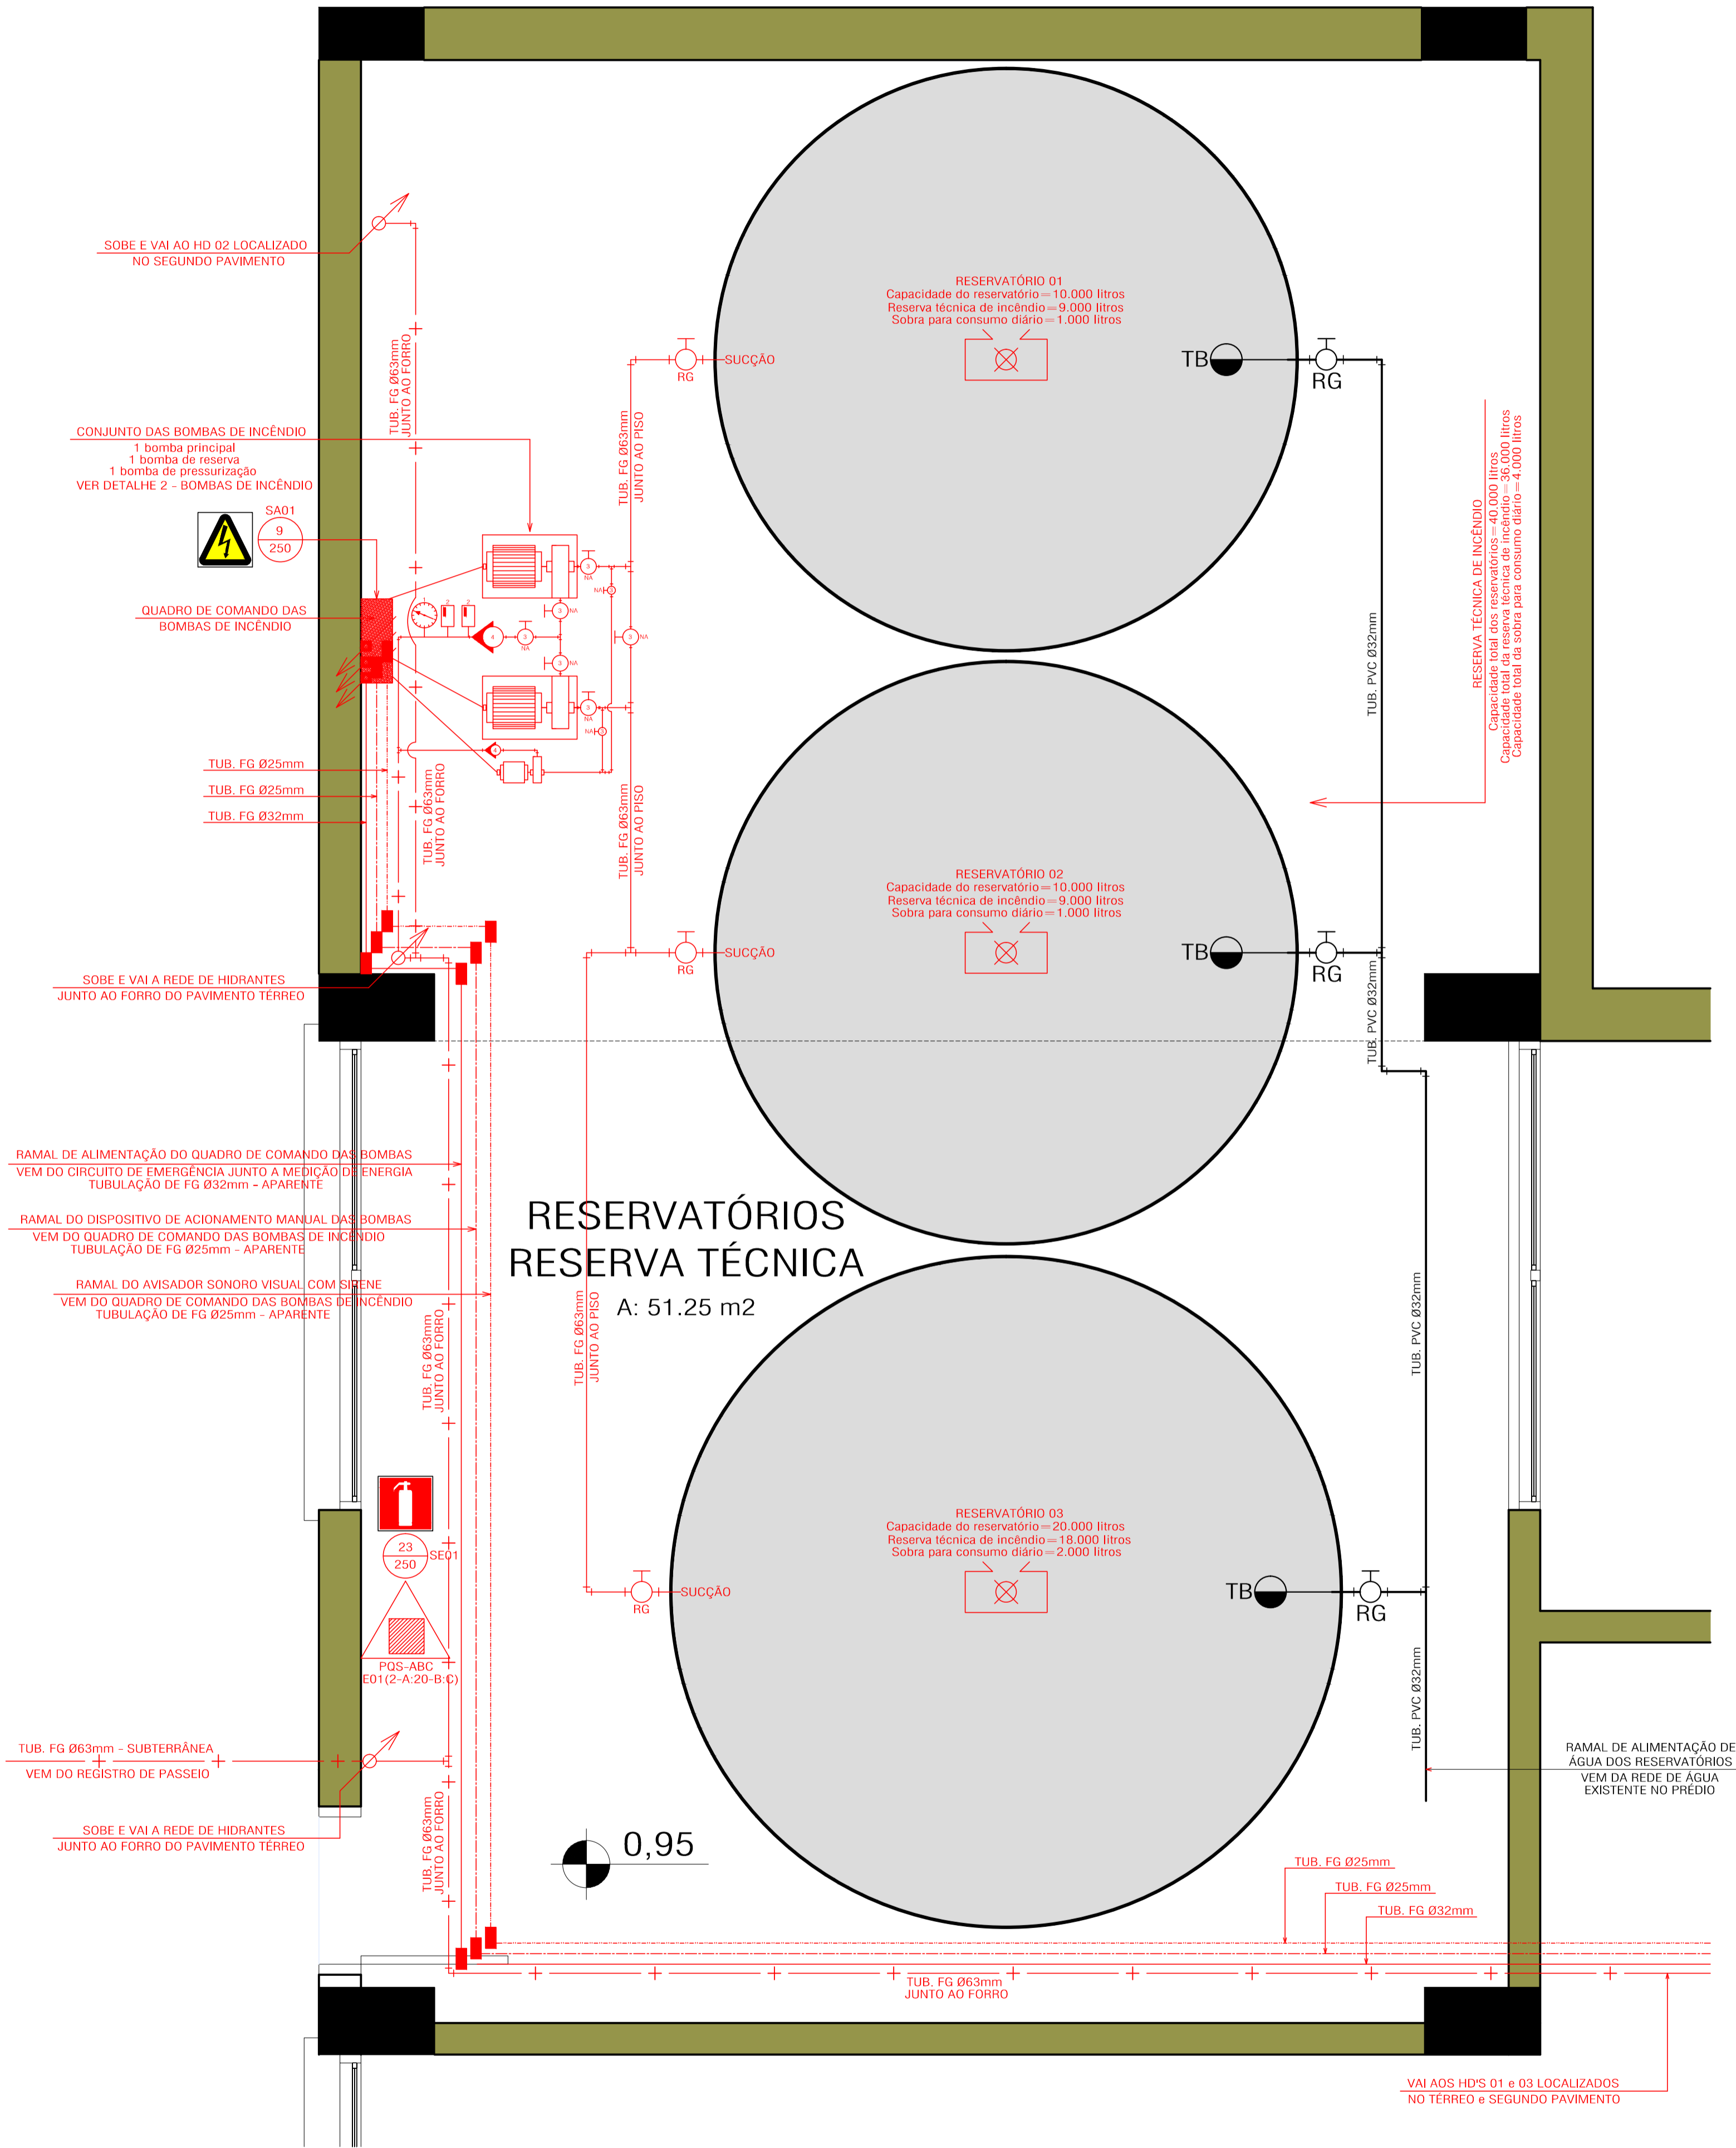 SOBE E VAI AO HD 02 LOCALIZADO
NO SEGUNDO PAVIMENTO
TUB. FG Ø63mm
JUNTO AO FORRO
CONJUNTO DAS BOMBAS DE INCÊNDIO
1 bomba principal
1 bomba de reserva
1 bomba de pressurização
VER DETALHE 2 - BOMBAS DE INCÊNDIO
SA01
9
250
QUADRO DE COMANDO DAS
BOMBAS DE INCÊNDIO
TUB. FG Ø25mm
TUB. FG Ø25mm
TUB. FG Ø32mm
TUB. FG Ø63mm
JUNTO AO FORRO
1
2
2
4
3
NA
3
NA
3
NA
3
NA
3
NA
3
NA
NA
NA
4
TUB. FG Ø63mm
JUNTO AO PISO
TUB. FG Ø63mm
JUNTO AO PISO
RG
SUCÇÃO
RESERVATÓRIO 01
Capacidade do reservatório=10.000 litros
Reserva técnica de incêndio=9.000 litros
Sobra para consumo diário=1.000 litros
TB
RG
TUB. PVC Ø32mm
RESERVA TÉCNICA DE INCÊNDIO
Capacidade total dos reservatórios=40.000 litros
Capacidade total da reserva técnica de incêndio=36.000 litros
Capacidade total da sobra para consumo diário=4.000 litros
RG
SUCÇÃO
RESERVATÓRIO 02
Capacidade do reservatório=10.000 litros
Reserva técnica de incêndio=9.000 litros
Sobra para consumo diário=1.000 litros
TB
RG
TUB. PVC Ø32mm
SOBE E VAI A REDE DE HIDRANTES
JUNTO AO FORRO DO PAVIMENTO TÉRREO
RAMAL DE ALIMENTAÇÃO DO QUADRO DE COMANDO DAS BOMBAS
VEM DO CIRCUITO DE EMERGÊNCIA JUNTO A MEDIÇÃO DE ENERGIA
TUBULAÇÃO DE FG Ø32mm - APARENTE
RAMAL DO DISPOSITIVO DE ACIONAMENTO MANUAL DAS BOMBAS
VEM DO QUADRO DE COMANDO DAS BOMBAS DE INCÊNDIO
TUBULAÇÃO DE FG Ø25mm - APARENTE
RAMAL DO AVISADOR SONORO VISUAL COM SIRENE
VEM DO QUADRO DE COMANDO DAS BOMBAS DE INCÊNDIO
TUBULAÇÃO DE FG Ø25mm - APARENTE
RESERVATÓRIOS
RESERVA TÉCNICA
A: 51.25 m2
TUB. FG Ø63mm
JUNTO AO FORRO
TUB. FG Ø63mm
JUNTO AO PISO
TUB. PVC Ø32mm
23
250
SE01
PQS-ABC
E01(2-A:20-B:C)
RG
SUCÇÃO
RESERVATÓRIO 03
Capacidade do reservatório=20.000 litros
Reserva técnica de incêndio=18.000 litros
Sobra para consumo diário=2.000 litros
TB
RG
TUB. PVC Ø32mm
TUB. FG Ø63mm - SUBTERRÂNEA
VEM DO REGISTRO DE PASSEIO
SOBE E VAI A REDE DE HIDRANTES
JUNTO AO FORRO DO PAVIMENTO TÉRREO
TUB. FG Ø63mm
JUNTO AO FORRO
0,95
RAMAL DE ALIMENTAÇÃO DE
ÁGUA DOS RESERVATÓRIOS
VEM DA REDE DE ÁGUA
EXISTENTE NO PRÉDIO
TUB. FG Ø25mm
TUB. FG Ø25mm
TUB. FG Ø32mm
TUB. FG Ø63mm
JUNTO AO FORRO
VAI AOS HD'S 01 e 03 LOCALIZADOS
NO TÉRREO e SEGUNDO PAVIMENTO